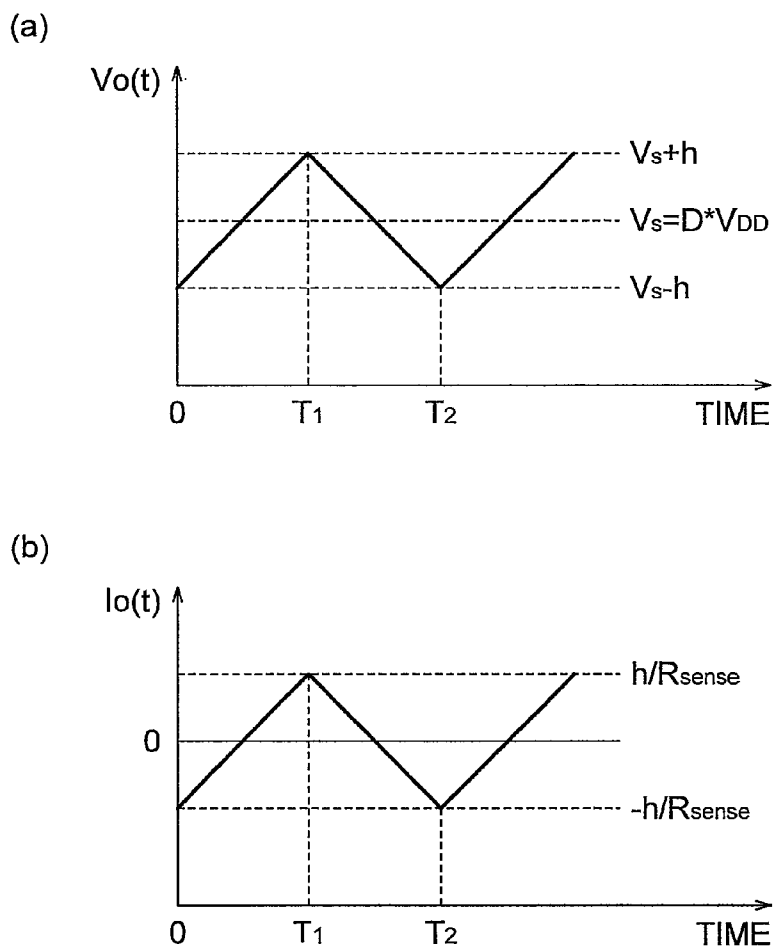 (a)
Vo(t)
Vs+h
Vs=D*VDD
Vs-h
0 T1 T2 TIME
(b)
Io(t)
h/Rsense
0
-h/Rsense
0 T1 T2 TIME